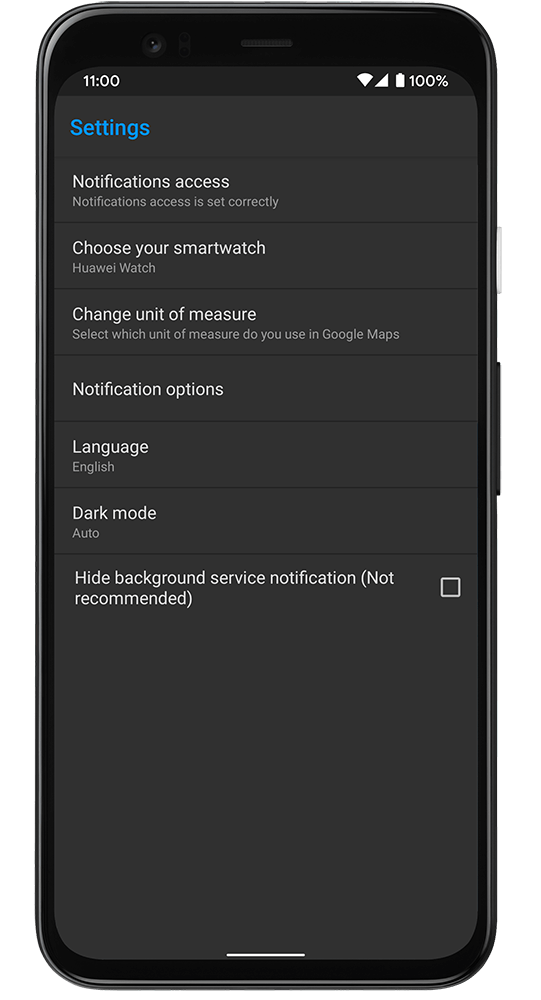 11:00 100%
Settings
Notifications access
Notifications access is set correctly
Choose your smartwatch
Huawei Watch
Change unit of measure
Select which unit of measure do you use in Google Maps
Notification options
Language
English
Dark mode
Auto
Hide background service notification (Not
recommended)